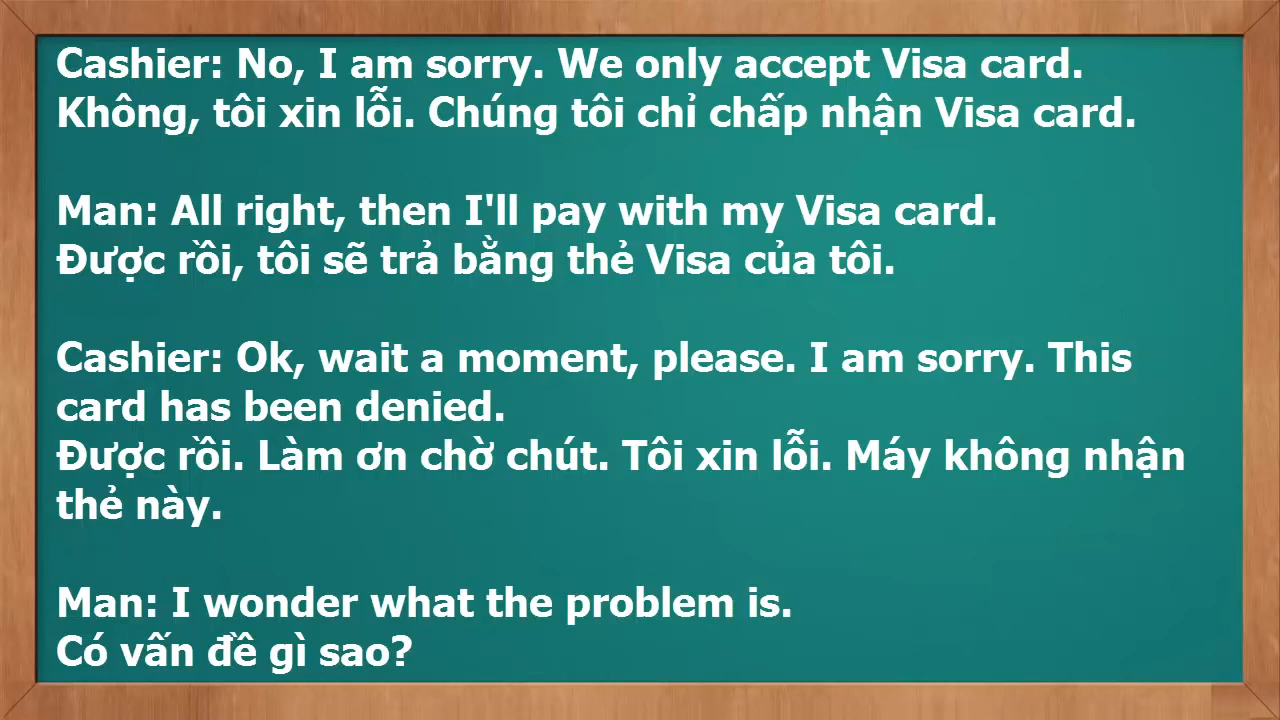 Cashier: No, I am sorry. We only accept Visa card.
Không, tôi xin lỗi. Chúng tôi chỉ chấp nhận Visa card.
Man: All right, then I'll pay with my Visa card.
Được rồi, tôi sẽ trả bằng thẻ Visa của tôi.
Cashier: Ok, wait a moment, please. I am sorry. This
card has been denied.
Được rồi. Làm ơn chờ chút. Tôi xin lỗi. Máy không nhận
thẻ này.
Man: I wonder what the problem is.
Có vấn đề gì sao?